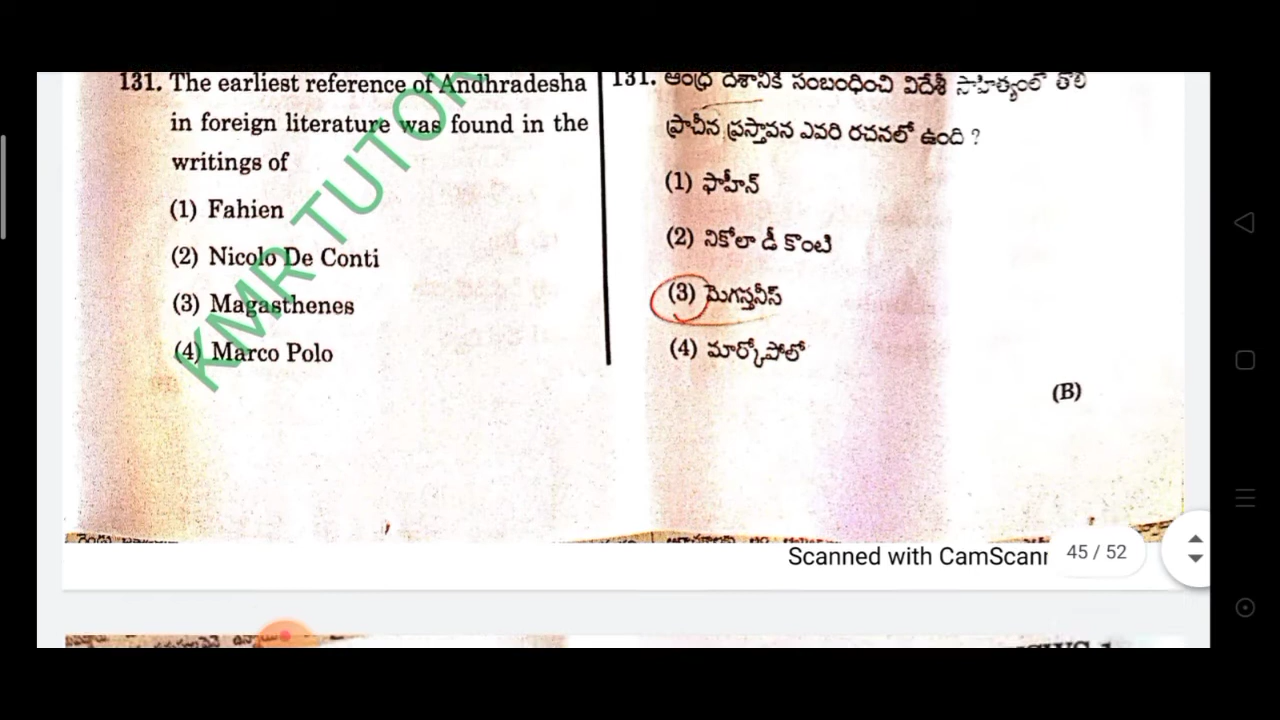 131. The earliest reference of Andhradesha
in foreign literature was found in the
writings of
(1) Fahien
(2) Nicolo De Conti
(3) Magasthenes
(4) Marco Polo
131. ఆంధ్ర దేశానికి సంబంధించి విదేశీ సాహిత్యంలో తొలి
ప్రాచీన ప్రస్తావన ఎవరి రచనలో ఉంది ?
(1) ఫాహీన్
(2) నికోలా డీ కొంటి
(3) మెగస్తనీస్
(4) మార్కోపోలో
(B)
KMR TUTOR
Scanned with CamScann
45 / 52